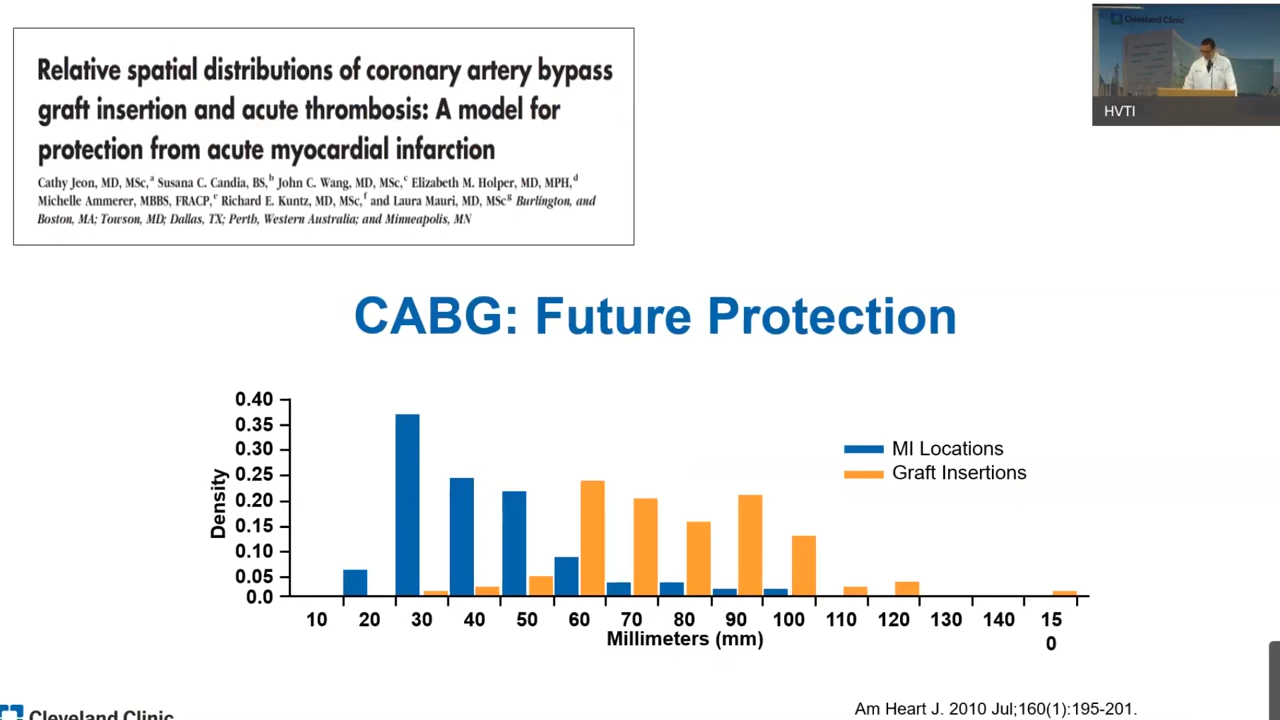 Relative spatial distributions of coronary artery bypass
graft insertion and acute thrombosis: A model for
protection from acute myocardial infarction
Cathy Jeon, MD, MSc,a Susana C. Candia, BS,b John C. Wang, MD, MSc,c Elizabeth M. Holper, MD, MPH,d
Michelle Ammerer, MBBS, FRACP,e Richard E. Kuntz, MD, MSc,f and Laura Mauri, MD, MScg Burlington, and
Boston, MA; Towson, MD; Dallas, TX; Perth, Western Australia; and Minneapolis, MN
Cleveland Clinic
HVTI
CABG: Future Protection
0.40
0.35
0.30
0.25
0.20
0.15
0.10
0.05
0.0
Density
MI Locations
Graft Insertions
10 20 30 40 50 60 70 80 90 100 110 120 130 140 15
0
Millimeters (mm)
Cleveland Clinic
Am Heart J. 2010 Jul;160(1):195-201.